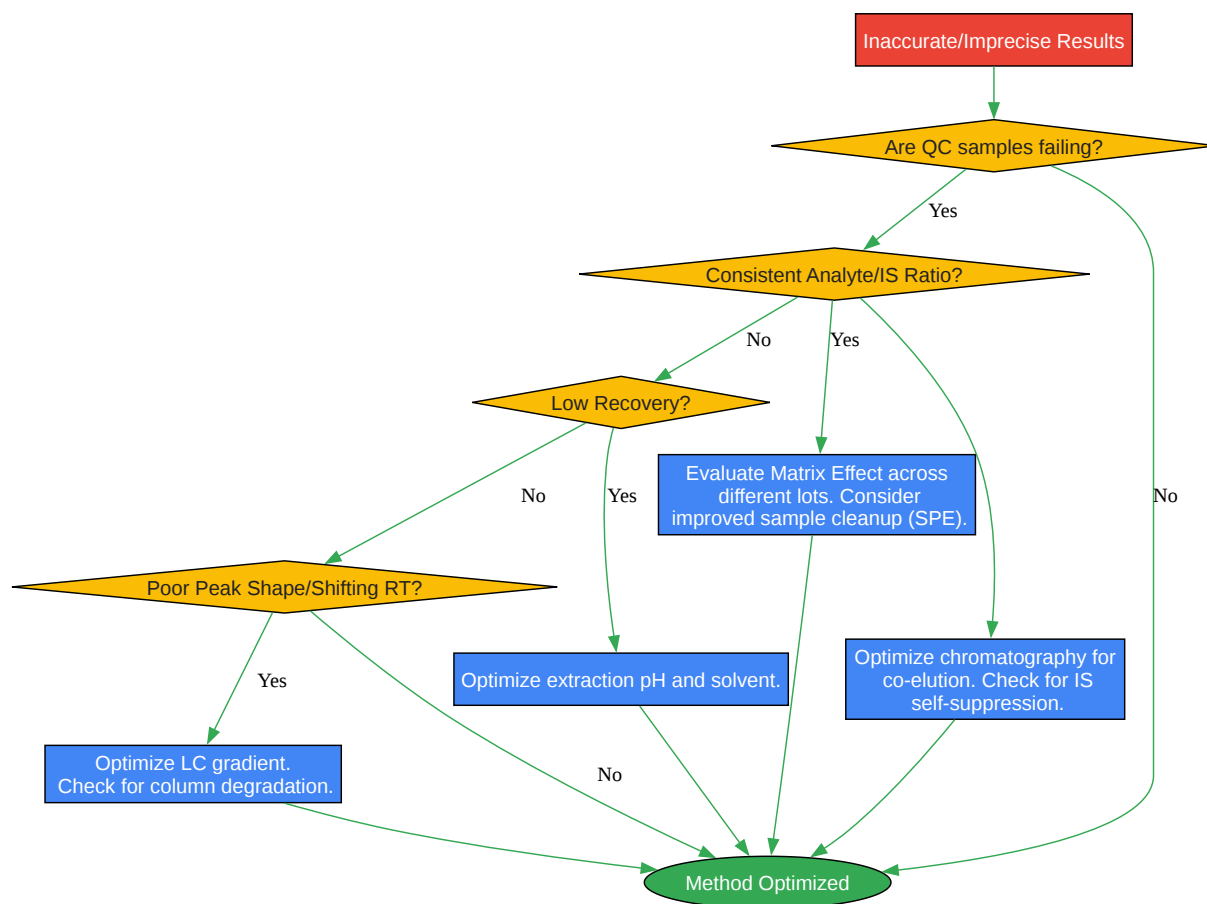 Inaccurate/Imprecise Results
Are QC samples failing?
Yes
Consistent Analyte/IS Ratio?
No
Yes
Low Recovery?
Evaluate Matrix Effect across
different lots. Consider
improved sample cleanup (SPE).
No
Yes
No
Poor Peak Shape/Shifting RT?
Optimize extraction pH and solvent.
Optimize chromatography for
co-elution. Check for IS
self-suppression.
Yes
Optimize LC gradient.
Check for column degradation.
No
Method Optimized